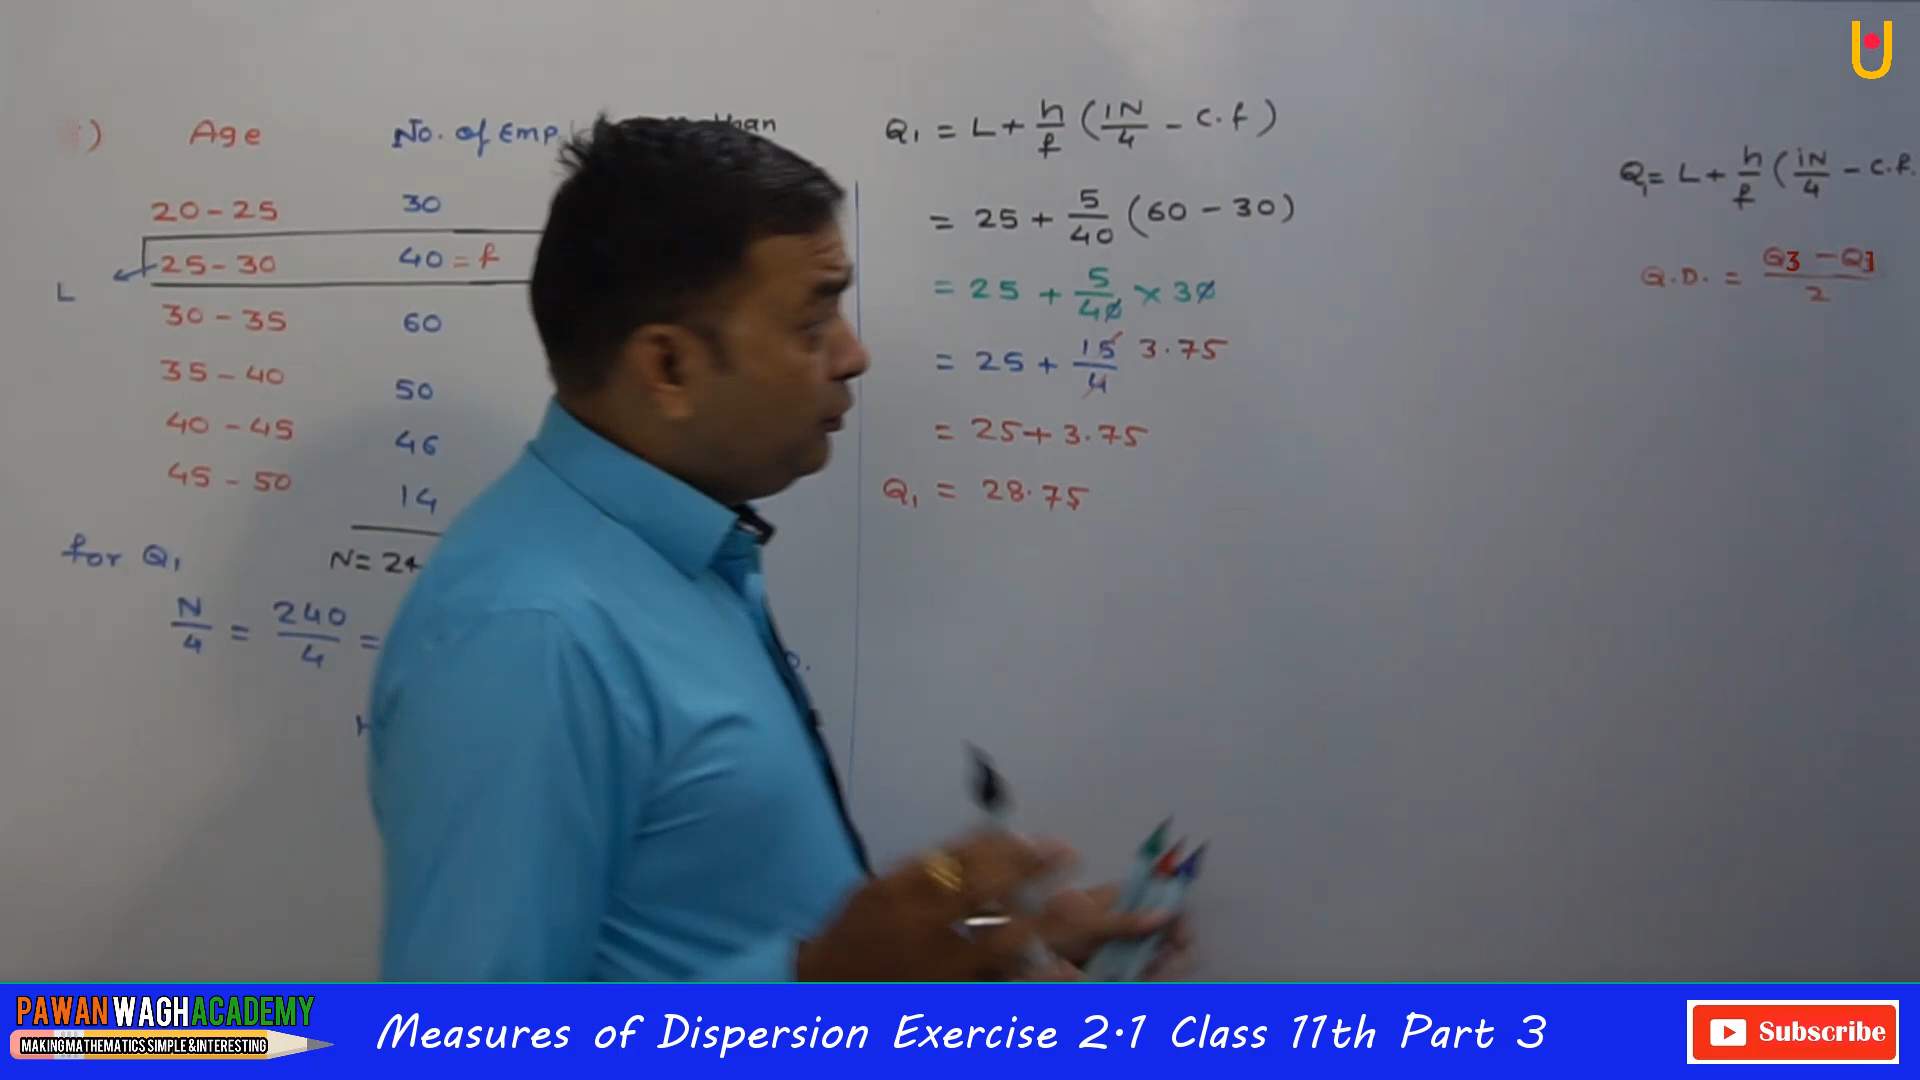 ) Age No. of Emp than
20-25 30
25-30 40 = f
L
30-35 60
35-40 50
40-45 46
45-50 14
N = 24
for Q₁
N/4 = 240/4 =
Q₁ = L + h/f (1N/4 - c.f)
= 25 + 5/40 (60 - 30)
= 25 + 5/40 × 30
= 25 + 15/4 3.75
= 25 + 3.75
Q₁ = 28.75
Q₁ = L + h/f (iN/4 - c.f.
Q.D. = Q3 - Q1/2
PAWAN WAGH ACADEMY
MAKING MATHEMATICS SIMPLE & INTERESTING
Measures of Dispersion Exercise 2.1 Class 11th Part 3
Subscribe